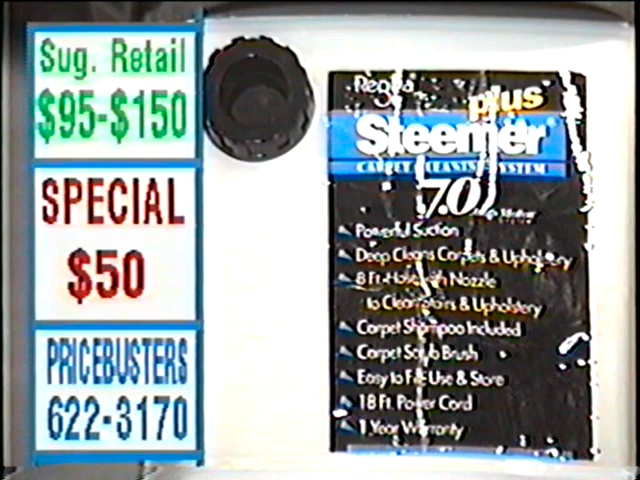 Sug. Retail
$95-$150
SPECIAL
$50
PRICEBUSTERS
622-3170
Regina
plus
Steemer
CARPET CLEANING SYSTEM
7.0
Powerful Suction
Deep Cleans Carpets & Upholstery
8 Ft. Hose with Nozzle
to Clean Stairs & Upholstery
Carpet Shampoo Included
Carpet Scrub Brush
Easy to Fill, Use & Store
18 Ft. Power Cord
1 Year Warranty